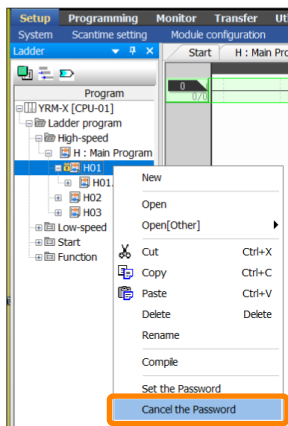 Setup Programming Monitor Transfer
System Scantime setting Module configuration
Ladder
Start H : Main
Program
0
0/0
YRM-X [CPU-01]
Ladder program
High-speed
H : Main Program
H01
H01.
H02
H03
Low-speed
Start
Function
New
Open
Open[Other]
Cut Ctrl+X
Copy Ctrl+C
Paste Ctrl+V
Delete Delete
Rename
Compile
Set the Password
Cancel the Password